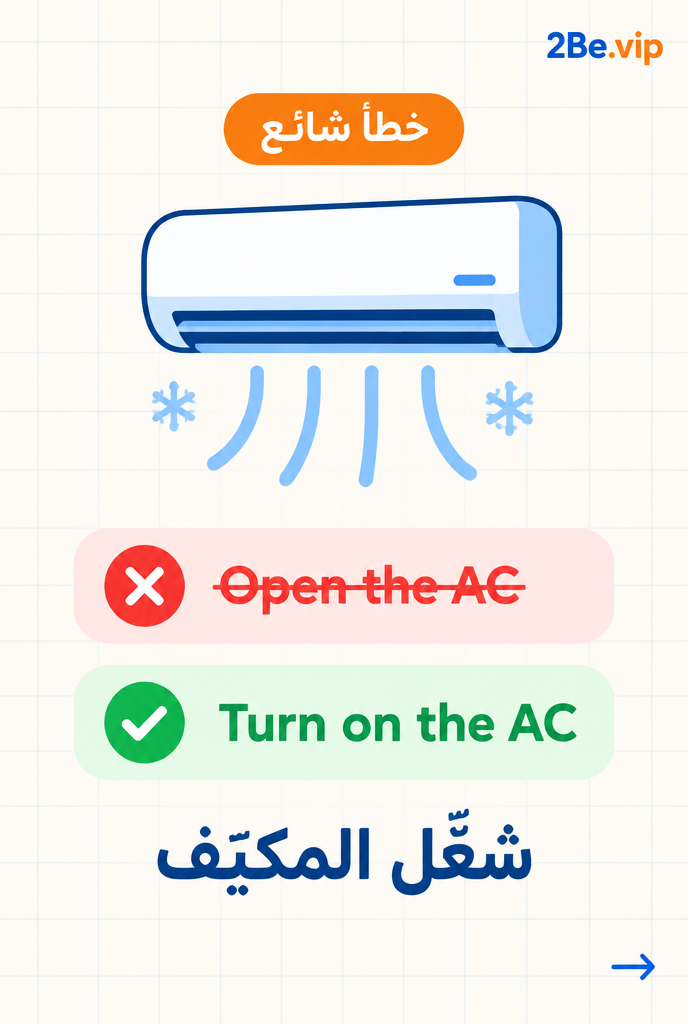 2Be.vip
خطأ شائع
Open the AC
Turn on the AC
شغِّل المكيّف